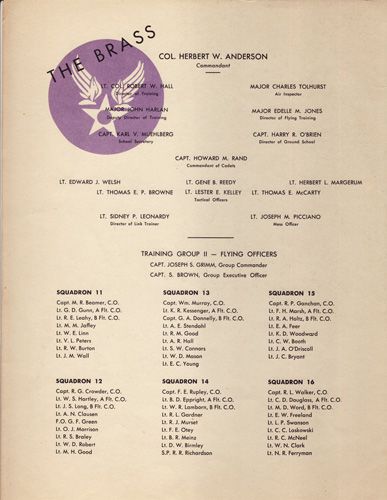 THE BRASS
COL. HERBERT W. ANDERSON
Commandant
LT. COL. ROBERT W. HALL
Director of Training
MAJOR CHARLES TOLHURST
Air Inspector
MAJOR JOHN HARLAN
Deputy Director of Training
MAJOR EDELLE M. JONES
Director of Flying Training
CAPT. KARL V. MUEHLBERG
School Secretary
CAPT. HARRY R. O'BRIEN
Director of Ground School
CAPT. HOWARD M. RAND
Commandant of Cadets
LT. EDWARD J. WELSH
LT. GENE B. REEDY
LT. HERBERT L. MARGERUM
LT. THOMAS E. P. BROWNE
LT. LESTER E. KELLEY
LT. THOMAS E. McCARTY
Tactical Officers
LT. SIDNEY P. LEONARDY
Director of Link Trainer
LT. JOSEPH M. PICCIANO
Mess Officer
TRAINING GROUP II — FLYING OFFICERS
CAPT. JOSEPH S. GRIMM, Group Commander
CAPT. S. BROWN, Group Executive Officer
SQUADRON 11
Capt. M. R. Beamer, C.O.
Lt. G. D. Gunn, A Flt. C.O.
Lt. R. E. Leahy, B Flt. C.O.
Lt. M. M. Jaffey
Lt. W. E. Linn
Lt. V. L. Peters
Lt. R. W. Burton
Lt. J. M. Wall
SQUADRON 13
Capt. Wm. Murray, C.O.
Lt. X. R. Kessenger, A Flt. C.O.
Capt. G. A. Donnelly, B Flt. C.O.
Lt. A. E. Stendahl
Lt. R. M. Good
Lt. A. R. Hall
Lt. S. W. Connors
Lt. W. D. Mason
Lt. E. C. Young
SQUADRON 15
Capt. R. P. Ganchan, C.O.
Lt. F. H. Marsh, A Flt. C.O.
Lt. R. A. Holtz, B Flt. C.O.
Lt. E. A. Feer
Lt. K. D. Woodward
Lt. C. W. Booth
Lt. J. A. O'Driscoll
Lt. J. C. Bryant
SQUADRON 12
Capt. R. G. Crowder, C.O.
Lt. W. S. Hartley, A Flt. C.O.
Lt. J. S. Lang, B Flt. C.O.
Lt. A. N. Clausen
F.O. G. F. Green
Lt. O. J. Morrison
Lt. R. S. Braley
Lt. W. D. Robert
Lt. M. H. Good
SQUADRON 14
Capt. F. E. Rupley, C.O.
Lt. B. D. Eppright, A Flt. C.O.
Lt. W. R. Lamborn, B Flt. C.O.
Lt. R. L. Gardner
Lt. R. J. Murset
Lt. F. E. Otey
Lt. B. R. Meinz
Lt. D. W. Birmley
S.P. R. R. Richardson
SQUADRON 16
Capt. R. L. Walker, C.O.
Lt. C. D. Douglass, A Flt. C.O.
Lt. M. D. Word, B Flt. C.O.
Lt. E. W. Freeland
Lt. L. P. Swanson
Lt. C. C. Laskowski
Lt. R. C. McNeel
Lt. W. N. Clark
Lt. N. R. Ferryman